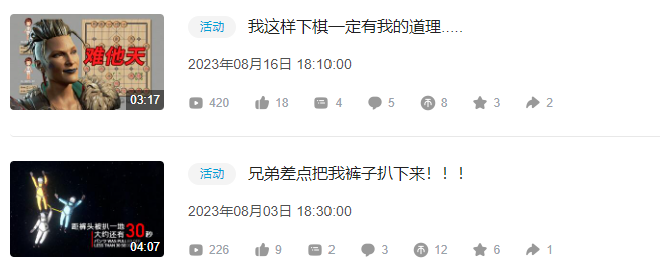 活动 我这样下棋一定有我的道理.....
难他天
2023年08月16日 18:10:00
03:17
420 18 4 5 8 3 2
活动 兄弟差点把我裤子扒下来！！！
2023年08月03日 18:30:00
距裤头被扒一地
大约还有30秒
04:07
226 9 2 3 12 6 1